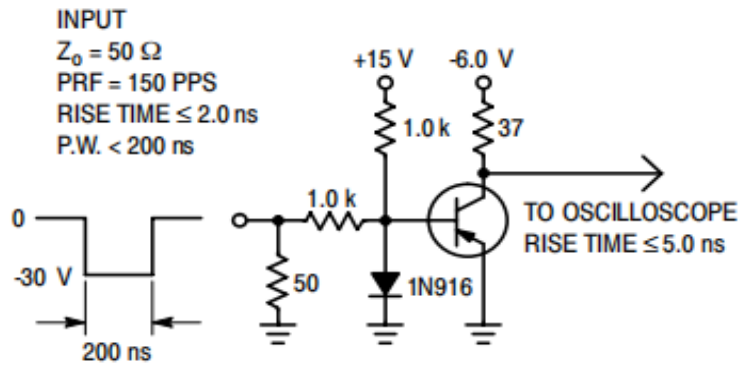 INPUT
Z₀ = 50 Ω
PRF = 150 PPS
RISE TIME ≤ 2.0 ns
P.W. < 200 ns
+15 V
-6.0 V
1.0 k
37
1.0 k
0
TO OSCILLOSCOPE
RISE TIME ≤ 5.0 ns
-30 V
50
1N916
200 ns